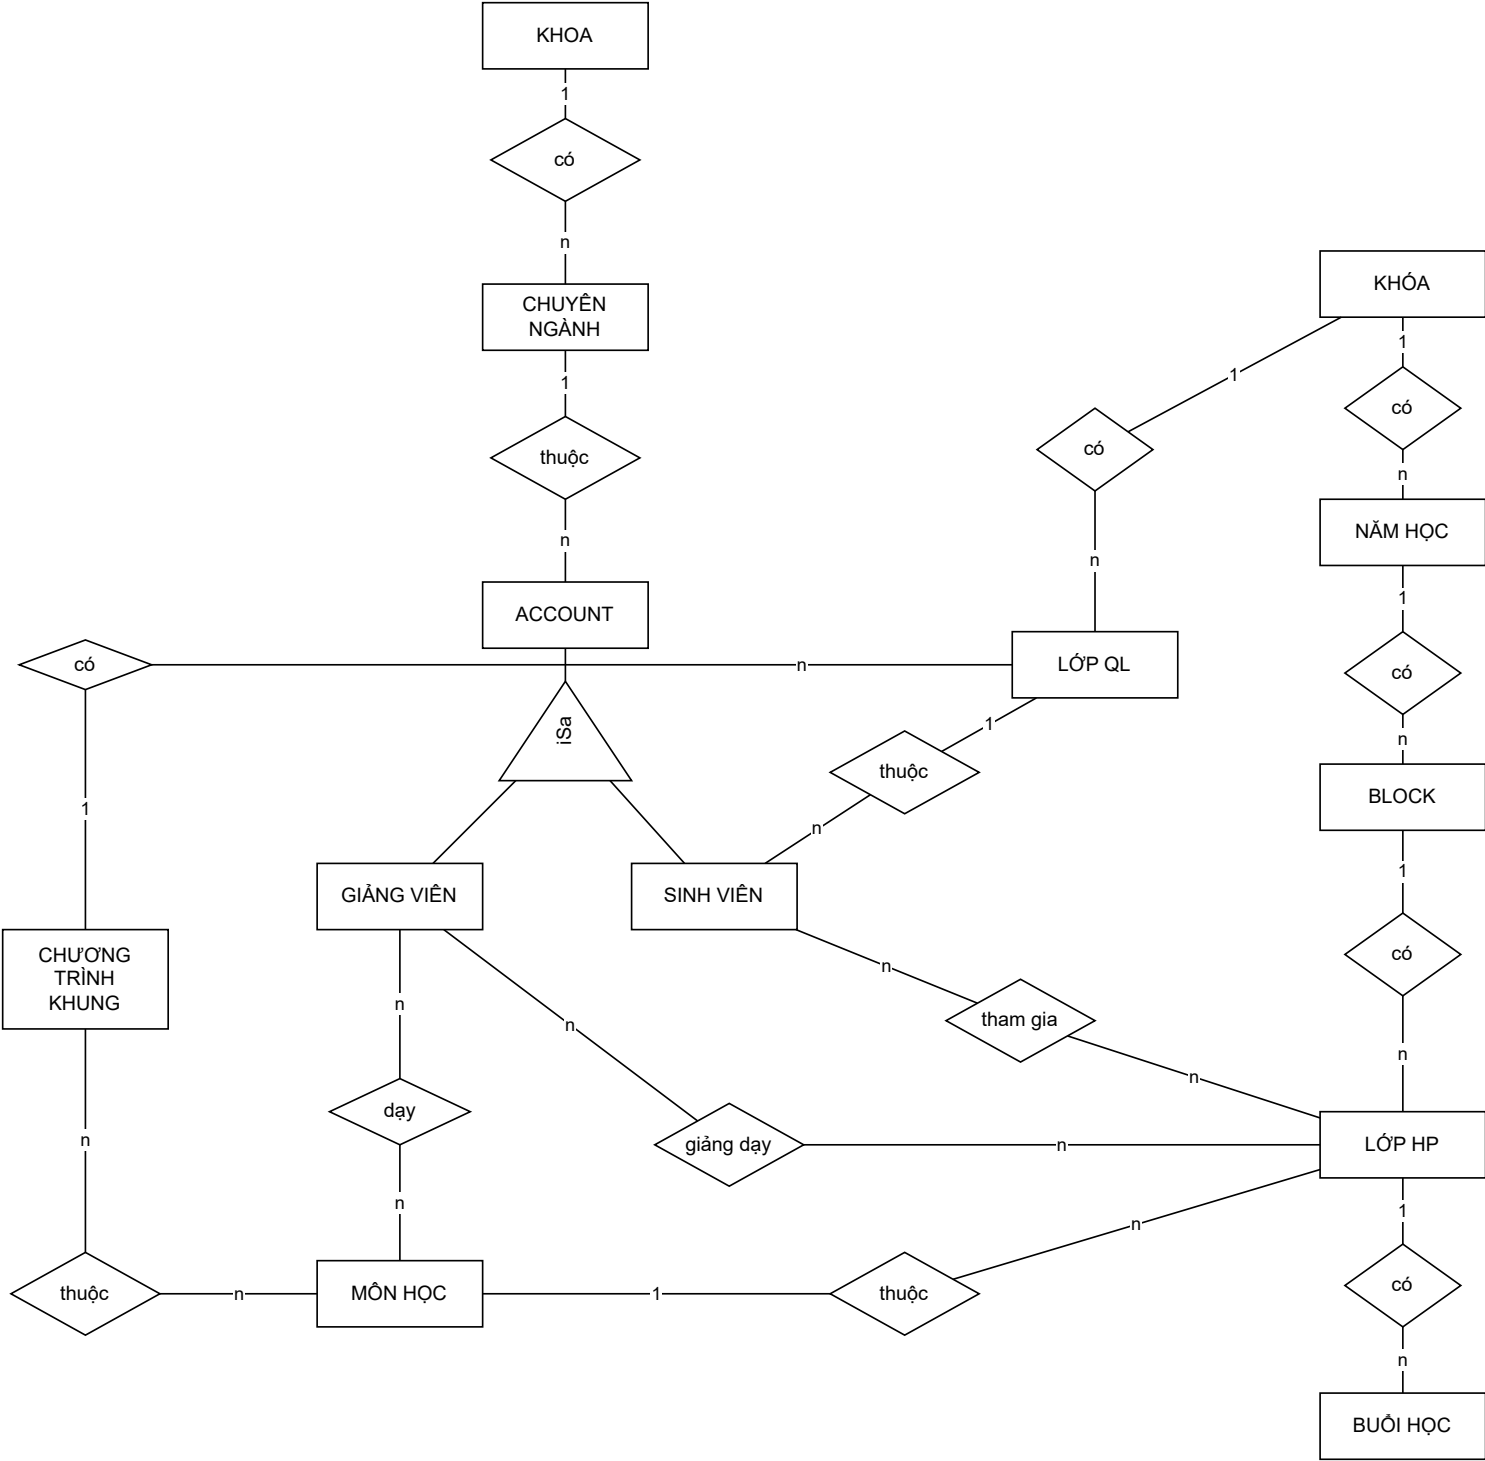 KHOA
1
có
n
CHUYÊN
NGÀNH
KHÓA
1
1
1
có
thuộc
có
n
NĂM HỌC
n
n
1
ACCOUNT
có
n
LỚP QL
có
iSa
1
n
thuộc
BLOCK
1
n
1
GIẢNG VIÊN
SINH VIÊN
CHƯƠNG
TRÌNH
KHUNG
có
n
n
n
tham gia
n
n
dạy
n
n
giảng dạy
n
LỚP HP
n
1
n
thuộc
n
MÔN HỌC
1
thuộc
có
n
BUỔI HỌC